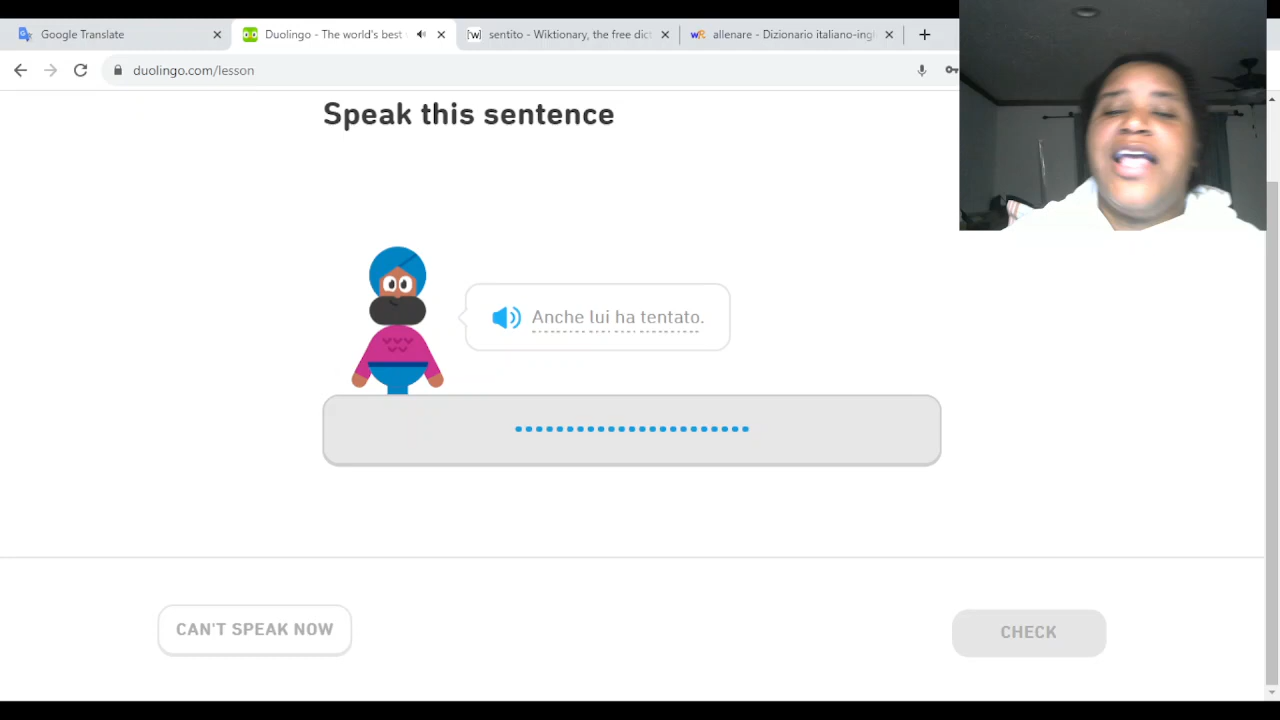 Google Translate
Duolingo - The world's best
sentito - Wiktionary, the free dict
wR allenare - Dizionario italiano-ingl
duolingo.com/lesson
Speak this sentence
Anche lui ha tentato.
CAN'T SPEAK NOW
CHECK